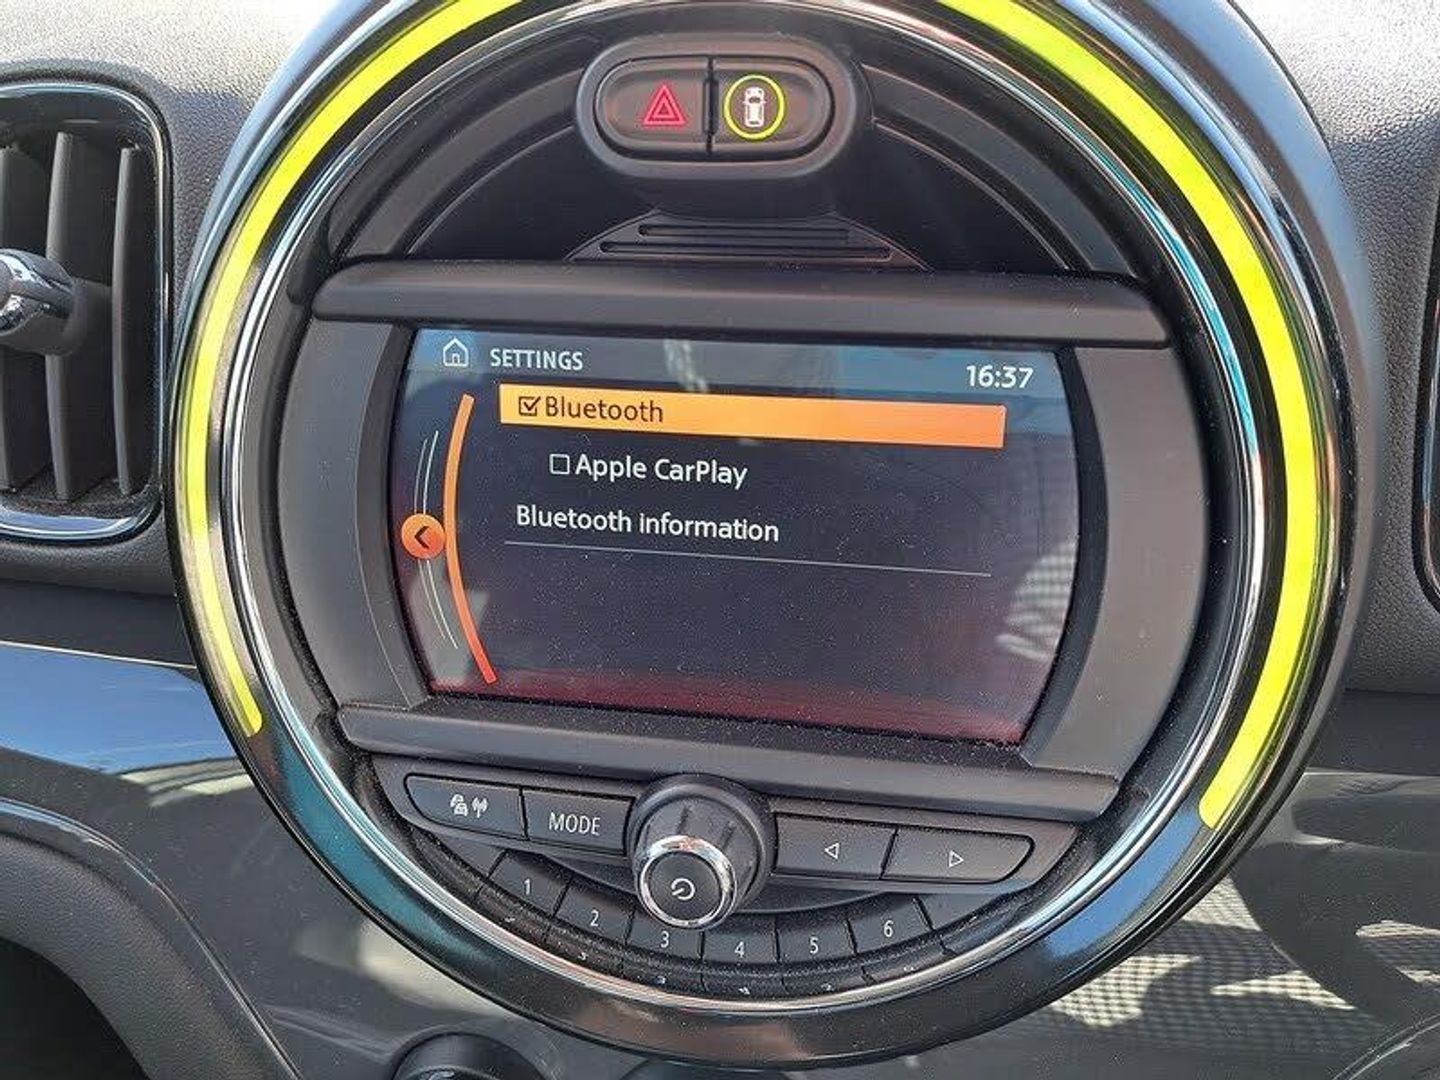 SETTINGS 16:37
Bluetooth
Apple CarPlay
Bluetooth information
MODE
1 2 3 4 5 6